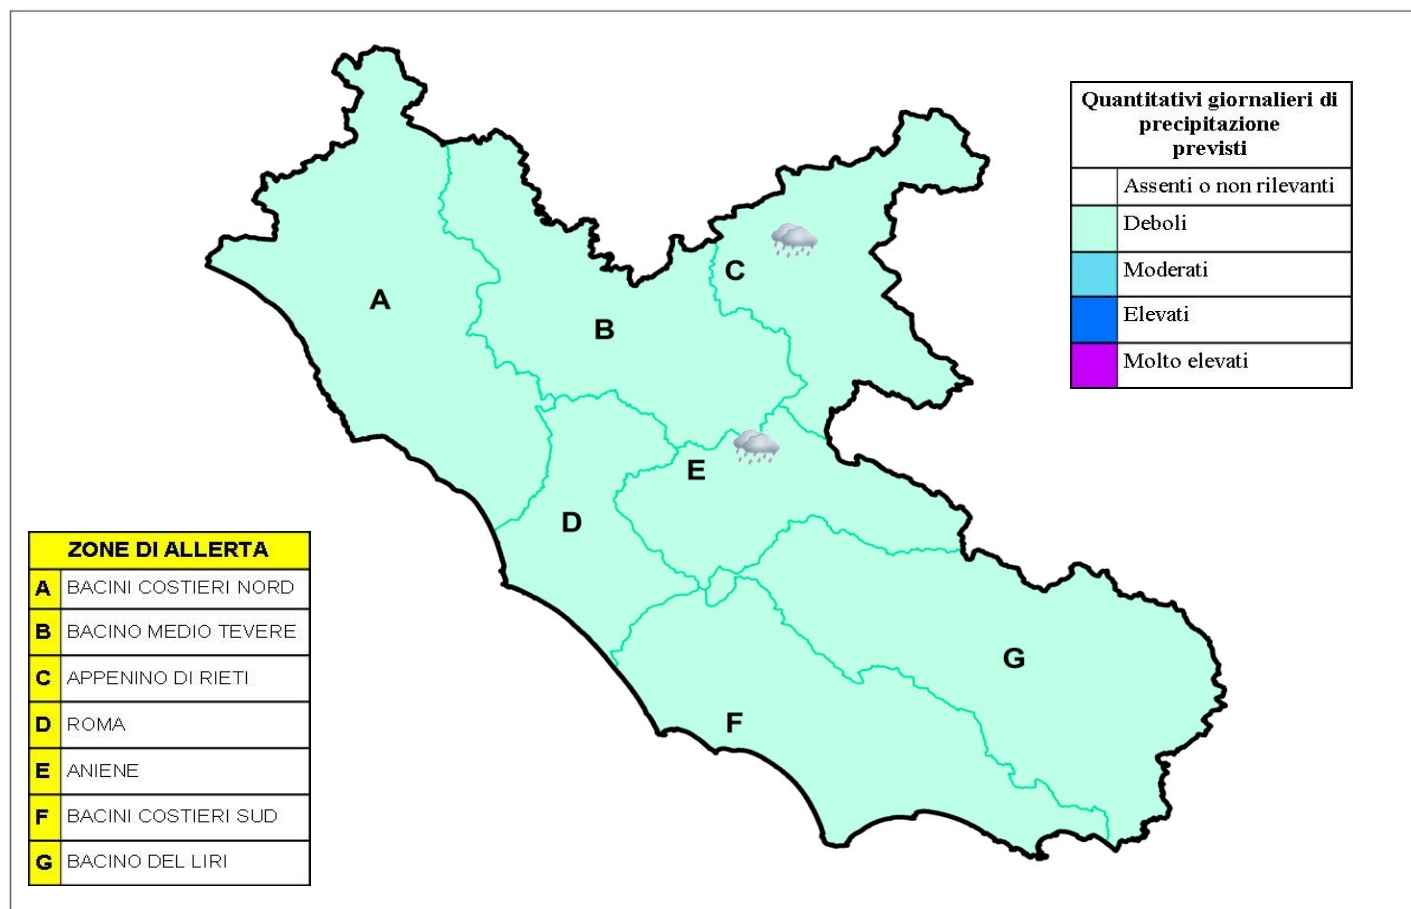 Quantitativi giornalieri di
precipitazione
previsti
Assenti o non rilevanti
Deboli
Moderati
Elevati
Molto elevati
A
B
C
D
E
F
G
ZONE DI ALLERTA
A BACINI COSTIERI NORD
B BACINO MEDIO TEVERE
C APPENINO DI RIETI
D ROMA
E ANIENE
F BACINI COSTIERI SUD
G BACINO DEL LIRI